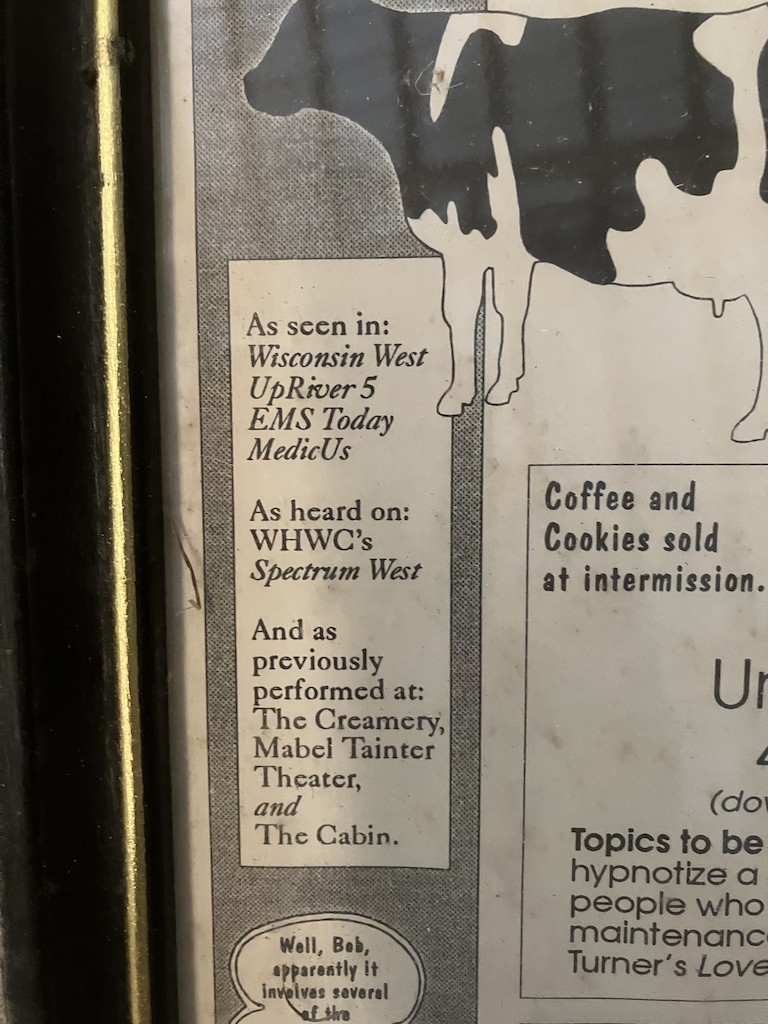 As seen in:
Wisconsin West
UpRiver 5
EMS Today
MedicUs
As heard on:
WHWC's
Spectrum West
And as
previously
performed at:
The Creamery,
Mabel Tainter
Theater,
and
The Cabin.
Coffee and
Cookies sold
at intermission.
Topics to be
hypnotize a
people who
maintenanc
Turner's Love
Well, Bob,
apparently it
involves several
of the